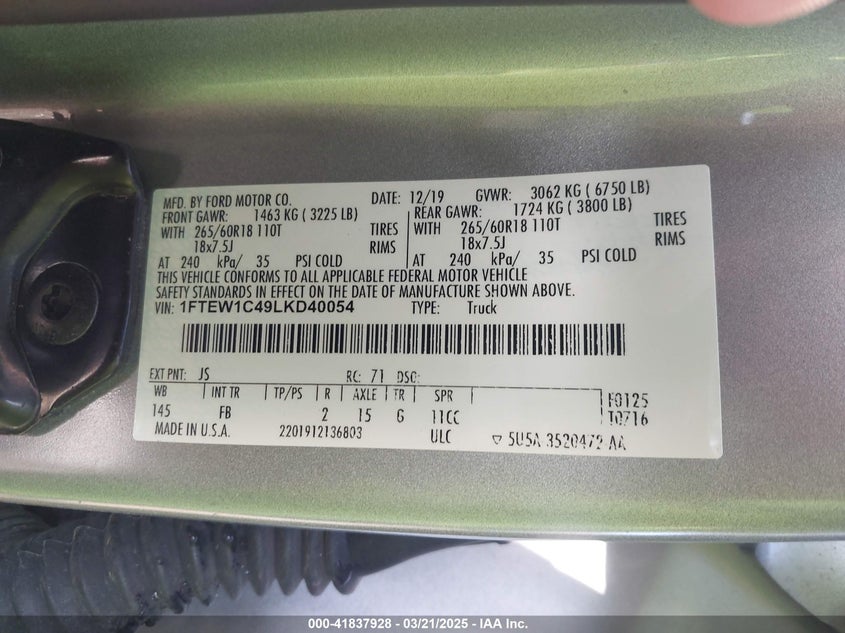 MFD. BY FORD MOTOR CO. DATE: 12/19 GVWR: 3062 KG ( 6750 LB)
FRONT GAWR: 1463 KG ( 3225 LB) REAR GAWR: 1724 KG ( 3800 LB)
WITH 265/60R18 110T TIRES WITH 265/60R18 110T TIRES
18x7.5J RIMS 18x7.5J RIMS
AT 240 kPa/ 35 PSI COLD AT 240 kPa/ 35 PSI COLD
THIS VEHICLE CONFORMS TO ALL APPLICABLE FEDERAL MOTOR VEHICLE
SAFETY STANDARDS IN EFFECT ON THE DATE OF MANUFACTURE SHOWN ABOVE.
VIN: 1FTEW1C49LKD40054 TYPE: Truck
EXT PNT: JS RC: 71 DSO:
WB INT TR TP/PS R AXLE TR SPR F0125
145 FB 2 15 G 11CC T0716
MADE IN U.S.A. 2201912136803 ULC ▽ 5U5A 3520472 AA
000-41837928 - 03/21/2025 - IAA Inc.